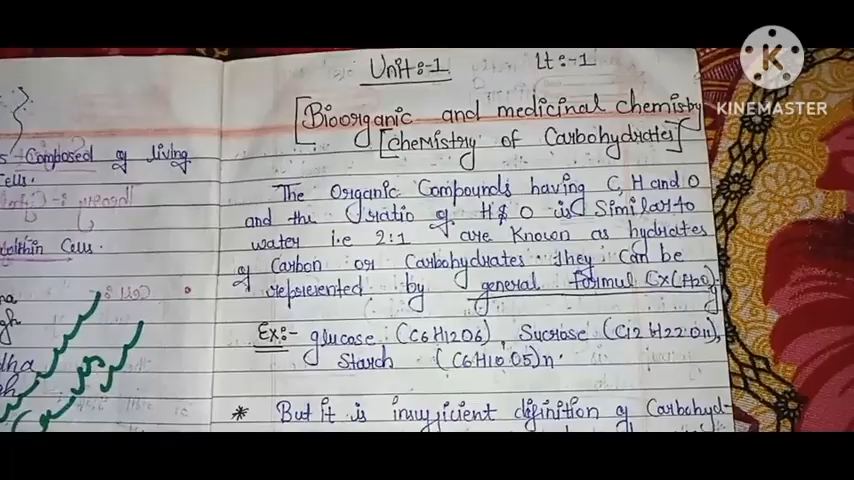 Unit:-1 Lt:-1
[Bioorganic and medicinal chemistry
[chemistry of Carbohydrates]
The Organic Compounds having C, H and O
and the ratio of H & O is Similar to
water i.e 2:1 are Known as hydrates
of Carbon or Carbohydrates. They can be
represented by general formul Cx(H2O)y
Ex:- glucose (C6H12O6), Sucrose (C12H22O11),
Starch (C6H10O5)n.
* But it is insufficient definition of Carbohyd-
s Composed of living
Cells.
within Cells.
KINEMASTER